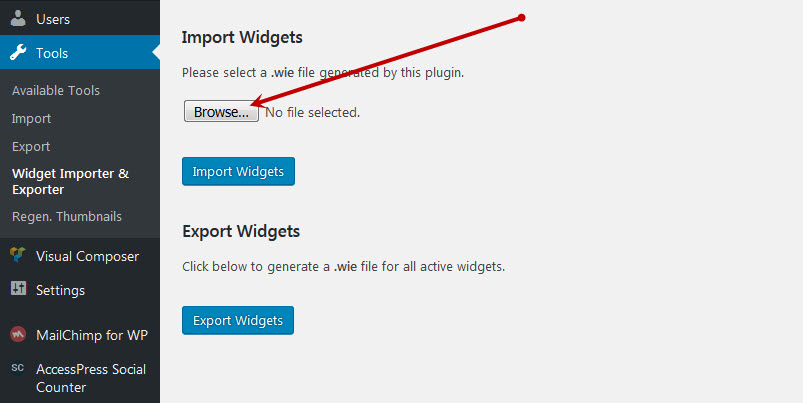 Users
Tools
Available Tools
Import
Export
Widget Importer &
Exporter
Regen. Thumbnails
Visual Composer
Settings
MailChimp for WP
SC
AccessPress Social
Counter
Import Widgets
Please select a .wie file generated by this plugin.
Browse... No file selected.
Import Widgets
Export Widgets
Click below to generate a .wie file for all active widgets.
Export Widgets